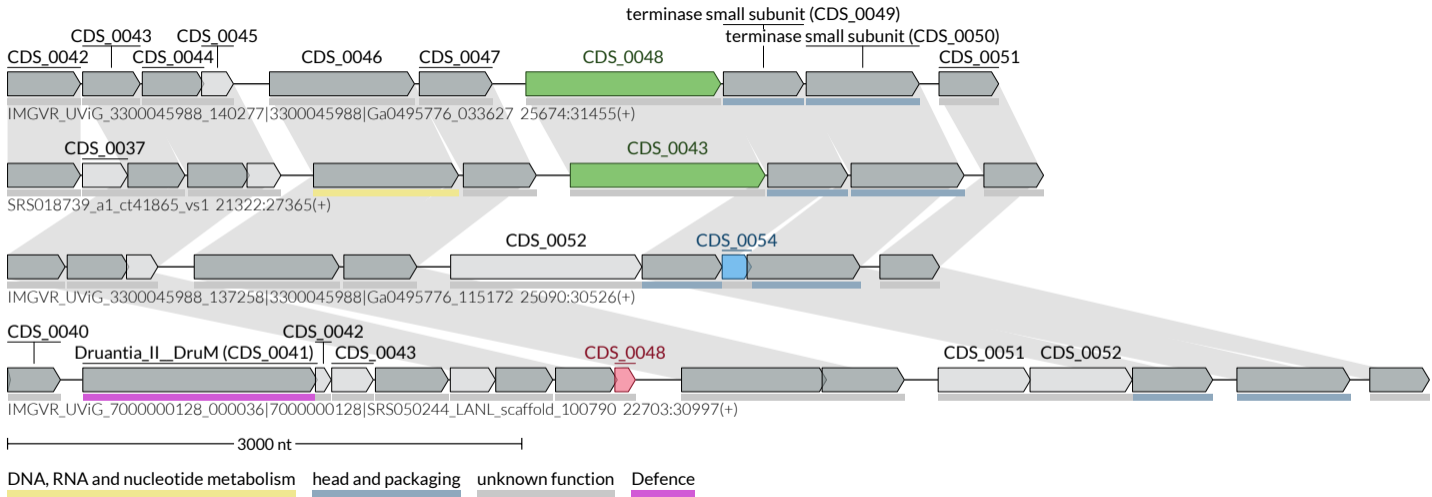 terminase small subunit (CDS_0049)
CDS_0043 CDS_0045 terminase small subunit (CDS_0050)
CDS_0042 CDS_0044 CDS_0046 CDS_0047 CDS_0048 CDS_0051
IMGVR_UViG_3300045988_140277|3300045988|Ga0495776_033627 25674:31455(+)
CDS_0037 CDS_0043
SRS018739_a1_ct41865_vs1 21322:27365(+)
CDS_0052 CDS_0054
IMGVR_UViG_3300045988_137258|3300045988|Ga0495776_115172 25090:30526(+)
CDS_0040 CDS_0042
Druantia_II__DruM (CDS_0041) CDS_0043 CDS_0048 CDS_0051 CDS_0052
IMGVR_UViG_7000000128_000036|7000000128|SRS050244_LANL_scaffold_100790 22703:30997(+)
3000 nt
DNA, RNA and nucleotide metabolism head and packaging unknown function Defence